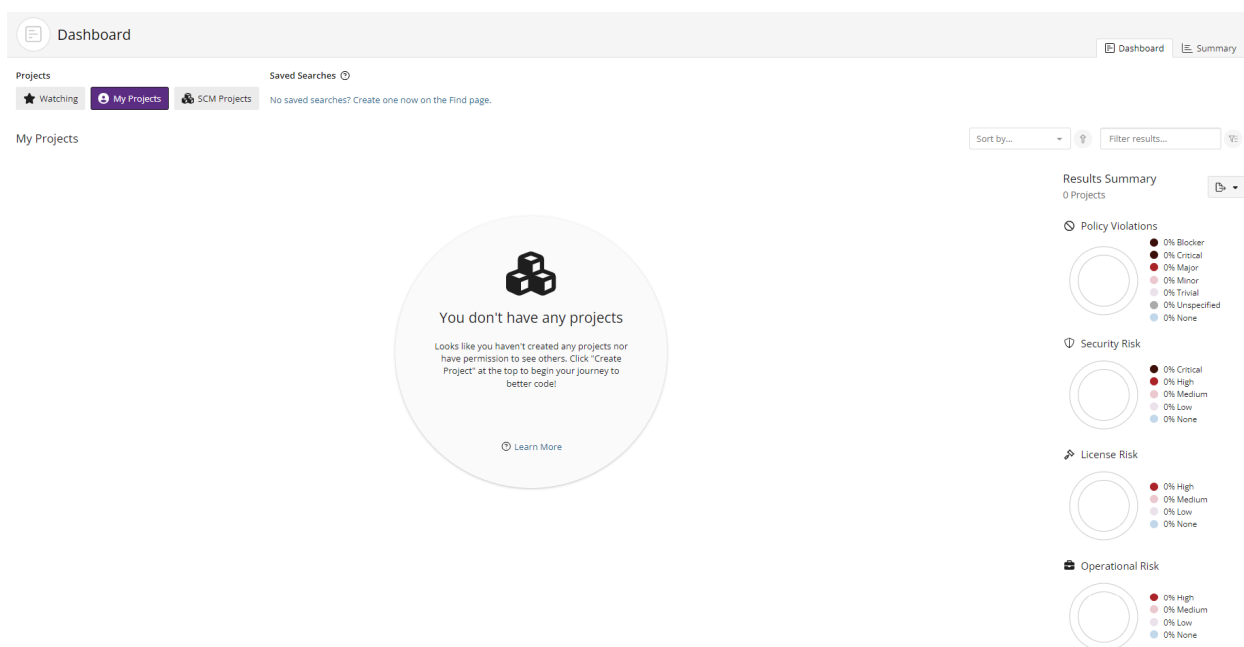 Dashboard
Dashboard
Summary
Projects
Saved Searches
Watching
My Projects
SCM Projects
No saved searches? Create one now on the Find page.
My Projects
Sort by...
Filter results...
You don't have any projects
Looks like you haven't created any projects nor
have permission to see others. Click "Create
Project" at the top to begin your journey to
better code!
Learn More
Results Summary
0 Projects
Policy Violations
0% Blocker
0% Critical
0% Major
0% Minor
0% Trivial
0% Unspecified
0% None
Security Risk
0% Critical
0% High
0% Medium
0% Low
0% None
License Risk
0% High
0% Medium
0% Low
0% None
Operational Risk
0% High
0% Medium
0% Low
0% None